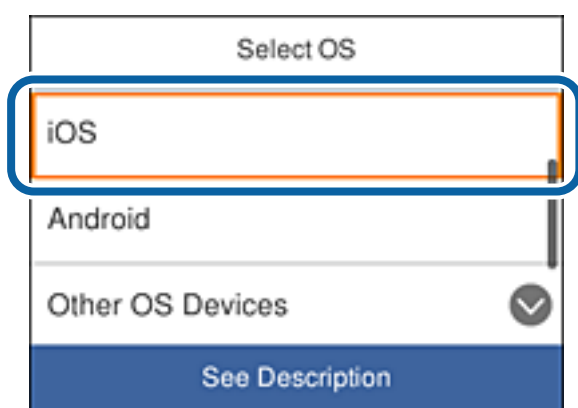 Select OS
iOS
Android
Other OS Devices
See Description